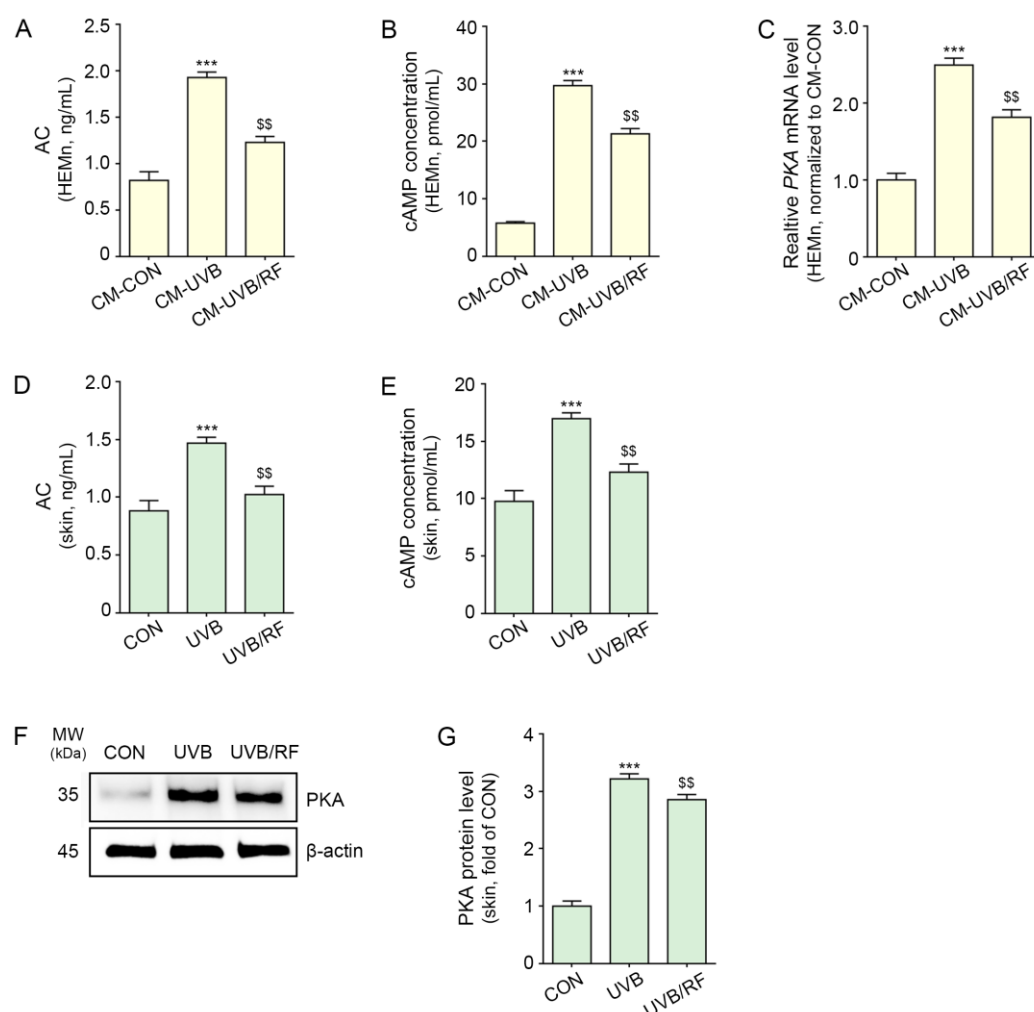 A
AC
(HEMn, ng/mL)
2.5
2.0
1.5
1.0
0.5
0
***
$$
CM-CON
CM-UVB
CM-UVB/RF
B
cAMP concentration
(HEMn, pmol/mL)
40
30
20
10
0
***
$$
CM-CON
CM-UVB
CM-UVB/RF
C
Realtive PKA mRNA level
(HEMn, normalized to CM-CON
3.0
2.0
1.0
0
***
$$
CM-CON
CM-UVB
CM-UVB/RF
D
AC
(skin, ng/mL)
2.0
1.5
1.0
0.5
0
***
$$
CON
UVB
UVB/RF
E
cAMP concentration
(skin, pmol/mL)
20
15
10
5
0
***
$$
CON
UVB
UVB/RF
F
MW
(kDa)
CON UVB UVB/RF
35 PKA
45 β-actin
G
PKA protein level
(skin, fold of CON)
4
3
2
1
0
***
$$
CON
UVB
UVB/RF